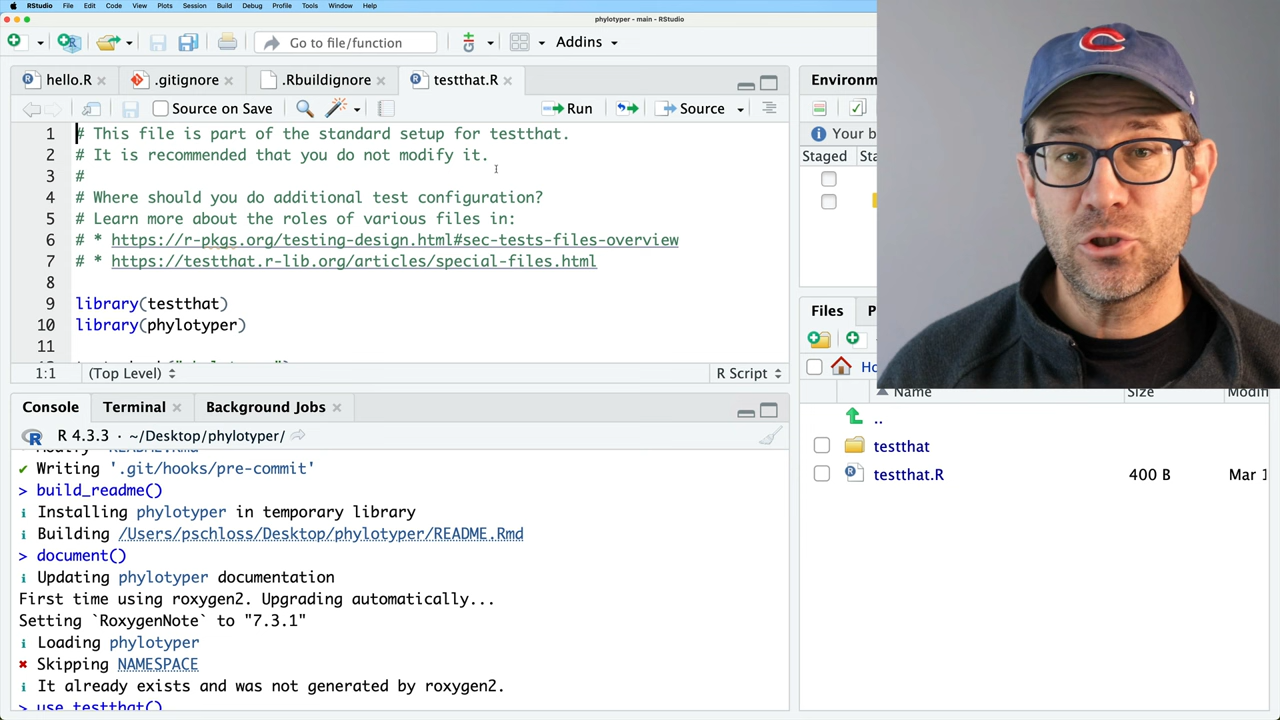 RStudio File Edit Code View Plots Session Build Debug Profile Tools Window Help
phylotyper - main - RStudio
Go to file/function
Addins
hello.R
.gitignore
.Rbuildignore
testthat.R
Source on Save
Run
Source
1 # This file is part of the standard setup for testthat.
2 # It is recommended that you do not modify it.
3 #
4 # Where should you do additional test configuration?
5 # Learn more about the roles of various files in:
6 # * https://r-pkgs.org/testing-design.html#sec-tests-files-overview
7 # * https://testthat.r-lib.org/articles/special-files.html
8
9 library(testthat)
10 library(phylotyper)
11
1:1 (Top Level) R Script
Console Terminal Background Jobs
R 4.3.3 · ~/Desktop/phylotyper/
✔ Writing '.git/hooks/pre-commit'
> build_readme()
i Installing phylotyper in temporary library
i Building /Users/pschloss/Desktop/phylotyper/README.Rmd
> document()
i Updating phylotyper documentation
First time using roxygen2. Upgrading automatically...
Setting `RoxygenNote` to "7.3.1"
i Loading phylotyper
✖ Skipping NAMESPACE
i It already exists and was not generated by roxygen2.
> use_testthat()
Environm
Your b
Staged Sta
Files P
Ho
Name Size Modifi
..
testthat
testthat.R 400 B Mar 1